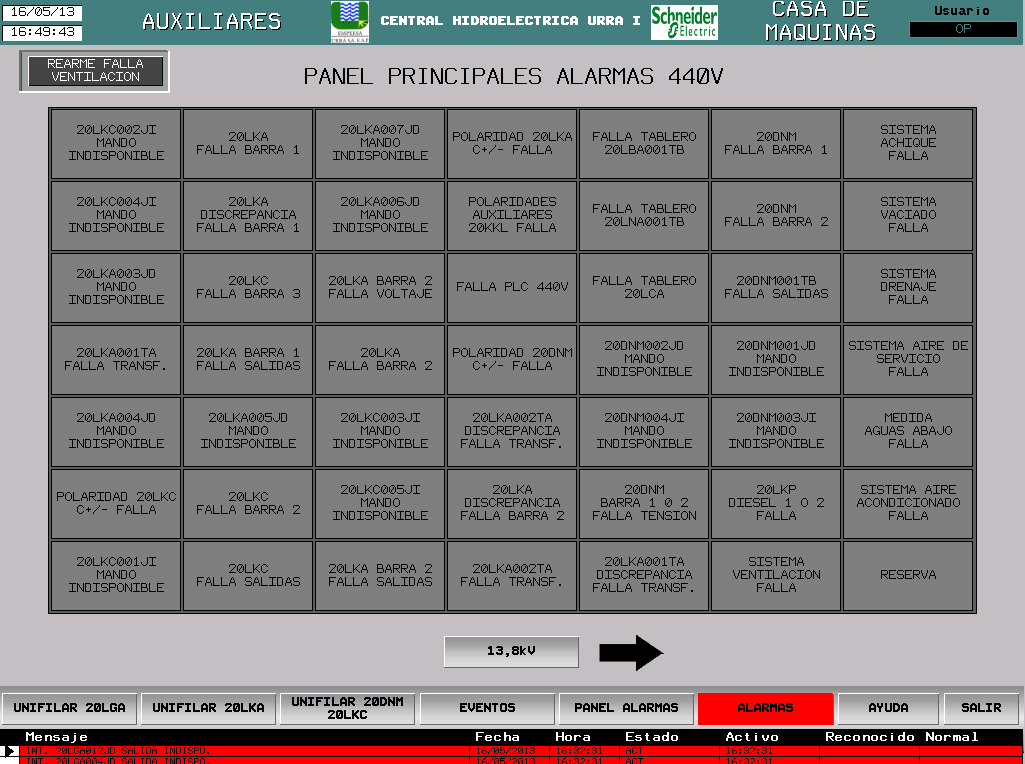 16/05/13
16:49:43
AUXILIARES
EMPRESA
URRA SA. E.S.P
CENTRAL HIDROELECTRICA URRA I
Schneider
Electric
CASA DE
MAQUINAS
Usuario
OP
REARME FALLA
VENTILACION
PANEL PRINCIPALES ALARMAS 440V
20LKC002JI
MANDO
INDISPONIBLE
20LKA
FALLA BARRA 1
20LKA007JD
MANDO
INDISPONIBLE
POLARIDAD 20LKA
C+/- FALLA
FALLA TABLERO
20LBA001TB
20DNM
FALLA BARRA 1
SISTEMA
ACHIQUE
FALLA
20LKC004JI
MANDO
INDISPONIBLE
20LKA
DISCREPANCIA
FALLA BARRA 1
20LKA006JD
MANDO
INDISPONIBLE
POLARIDADES
AUXILIARES
20KKL FALLA
FALLA TABLERO
20LNA001TB
20DNM
FALLA BARRA 2
SISTEMA
VACIADO
FALLA
20LKA003JD
MANDO
INDISPONIBLE
20LKC
FALLA BARRA 3
20LKA BARRA 2
FALLA VOLTAJE
FALLA PLC 440V
FALLA TABLERO
20LCA
20DNM001TB
FALLA SALIDAS
SISTEMA
DRENAJE
FALLA
20LKA001TA
FALLA TRANSF.
20LKA BARRA 1
FALLA SALIDAS
20LKA
FALLA BARRA 2
POLARIDAD 20DNM
C+/- FALLA
20DNM002JD
MANDO
INDISPONIBLE
20DNM001JD
MANDO
INDISPONIBLE
SISTEMA AIRE DE
SERVICIO
FALLA
20LKA004JD
MANDO
INDISPONIBLE
20LKA005JD
MANDO
INDISPONIBLE
20LKC003JI
MANDO
INDISPONIBLE
20LKA002TA
DISCREPANCIA
FALLA TRANSF.
20DNM004JI
MANDO
INDISPONIBLE
20DNM003JI
MANDO
INDISPONIBLE
MEDIDA
AGUAS ABAJO
FALLA
POLARIDAD 20LKC
C+/- FALLA
20LKC
FALLA BARRA 2
20LKC005JI
MANDO
INDISPONIBLE
20LKA
DISCREPANCIA
FALLA BARRA 2
20DNM
BARRA 1 O 2
FALLA TENSION
20LKP
DIESEL 1 O 2
FALLA
SISTEMA AIRE
ACONDICIONADO
FALLA
20LKC001JI
MANDO
INDISPONIBLE
20LKC
FALLA SALIDAS
20LKA BARRA 2
FALLA SALIDAS
20LKA002TA
FALLA TRANSF.
20LKA001TA
DISCREPANCIA
FALLA TRANSF.
SISTEMA
VENTILACION
FALLA
RESERVA
13,8kV
UNIFILAR 20LGA
UNIFILAR 20LKA
UNIFILAR 20DNM
20LKC
EVENTOS
PANEL ALARMAS
ALARMAS
AYUDA
SALIR
Mensaje Fecha Hora Estado Activo Reconocido Normal
INT. 20LGA012JD SALIDA INDISPO. 16/05/2013 16:32:31 ACT 16:32:31
INT. 20LGA004JD SALIDA INDISPO. 16/05/2013 16:32:31 ACT 16:32:31